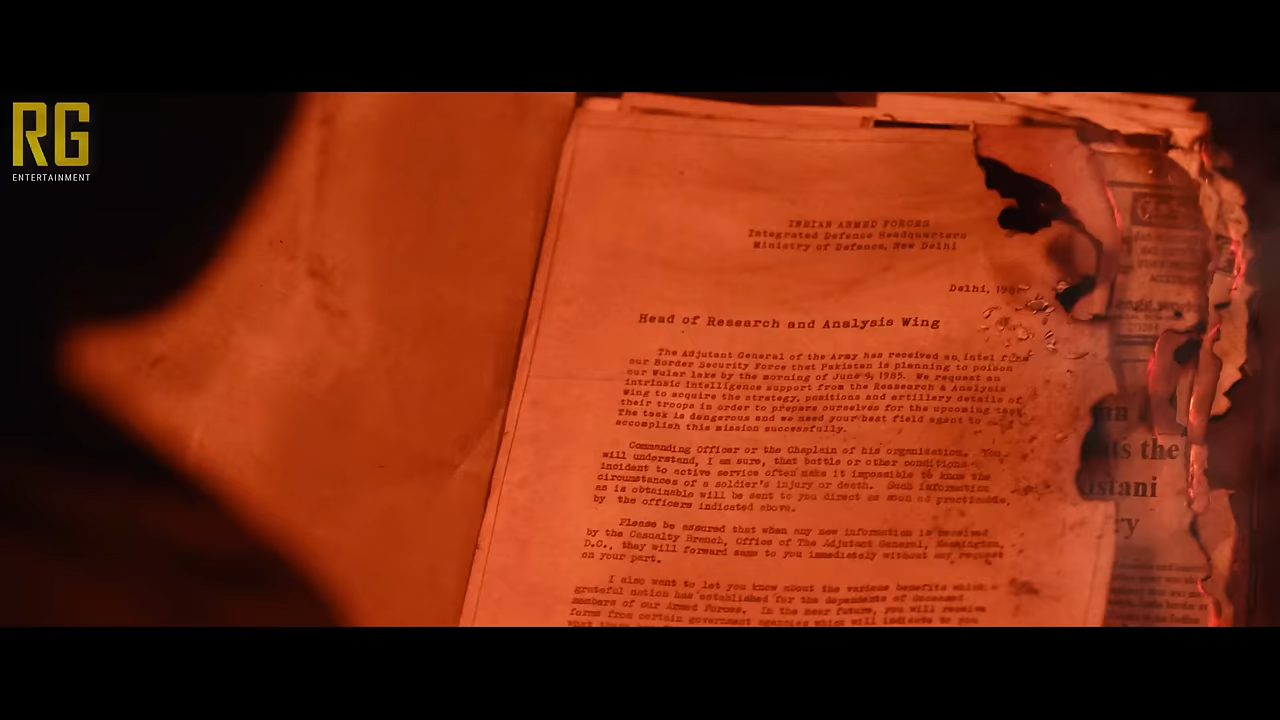 RG
ENTERTAINMENT
INDIAN ARMED FORCES
Integrated Defence Headquarters
Ministry of Defence, New Delhi
Delhi, 198
Head of Research and Analysis Wing
The Adjutant General of the Army has received an intel
our Border Security Force that Pakistan is planning to poison
our Wular lake by the morning of June 9, 1985. We request an
intrinsic intelligence support from the Reasearch & Analysis
Wing to acquire the strategy, positions and artillery details of
their troops in order to prepare ourselves for the upcoming
The task is dangerous and we need your best field agent to
accomplish this mission successfully.
Commanding Officer or the Chaplain of his organisation. You
will understand, I am sure, that battle or other conditions
incident to active service often make it impossible to know the
circumstances of a soldier's injury or death. Such information
as is obtainable will be sent to you direct as soon as practicable,
by the officers indicated above.
Please be assured that when any new information is received
by the Casualty Branch, Office of The Adjutant General, Washington,
D.C., they will forward same to you immediately without any request
on your part.
I also want to let you know about the various benefits which
grateful nation has established for the dependents of deceased
members of our Armed Forces. In the near future, you will receive
forms from certain government agencies which will indicate to you
ts the
ustani
cy